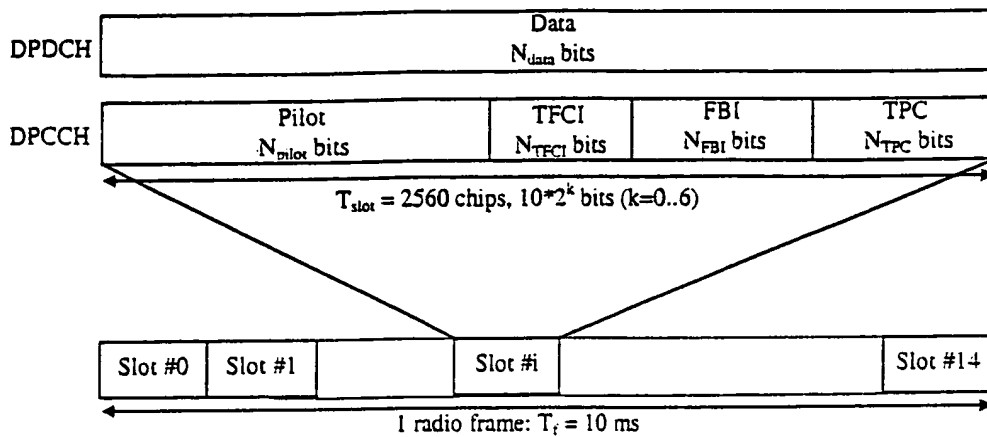 Data
DPDCH
N_data bits
Pilot TFCI FBI TPC
DPCCH
N_pilot bits N_TFCI bits N_FBI bits N_TPC bits
T_slot = 2560 chips, 10*2^k bits (k=0..6)
Slot #0 Slot #1 Slot #i Slot #14
1 radio frame: T_f = 10 ms